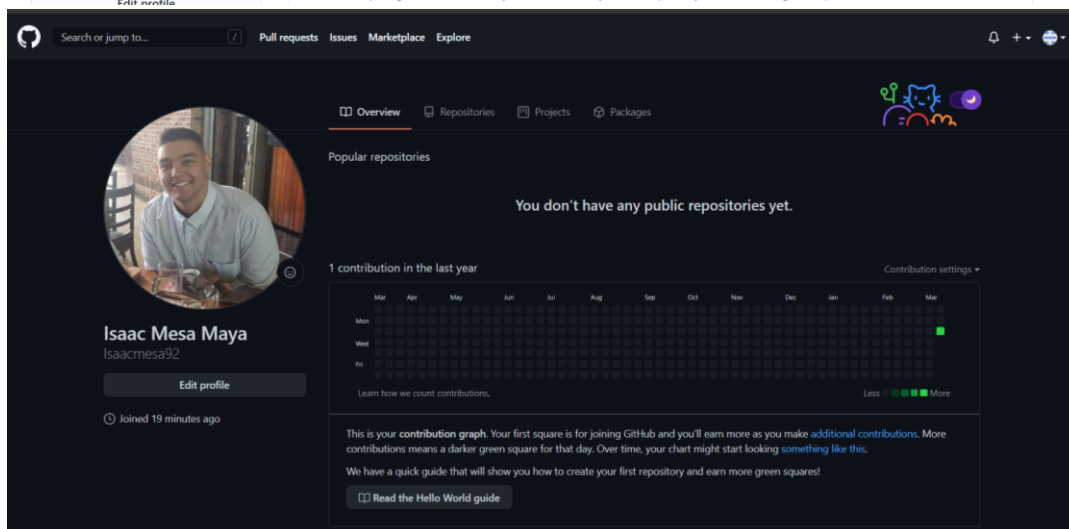 Edit profile
Search or jump to... /
Pull requests Issues Marketplace Explore
Overview Repositories Projects Packages
Popular repositories
You don't have any public repositories yet.
1 contribution in the last year
Contribution settings
Mar Apr May Jun Jul Aug Sep Oct Nov Dec Jan Feb Mar
Mon
Wed
Fri
Learn how we count contributions.
Less More
Isaac Mesa Maya
Isaacmesa92
Edit profile
Joined 19 minutes ago
This is your contribution graph. Your first square is for joining GitHub and you'll earn more as you make additional contributions. More
contributions means a darker green square for that day. Over time, your chart might start looking something like this.
We have a quick guide that will show you how to create your first repository and earn more green squares!
Read the Hello World guide